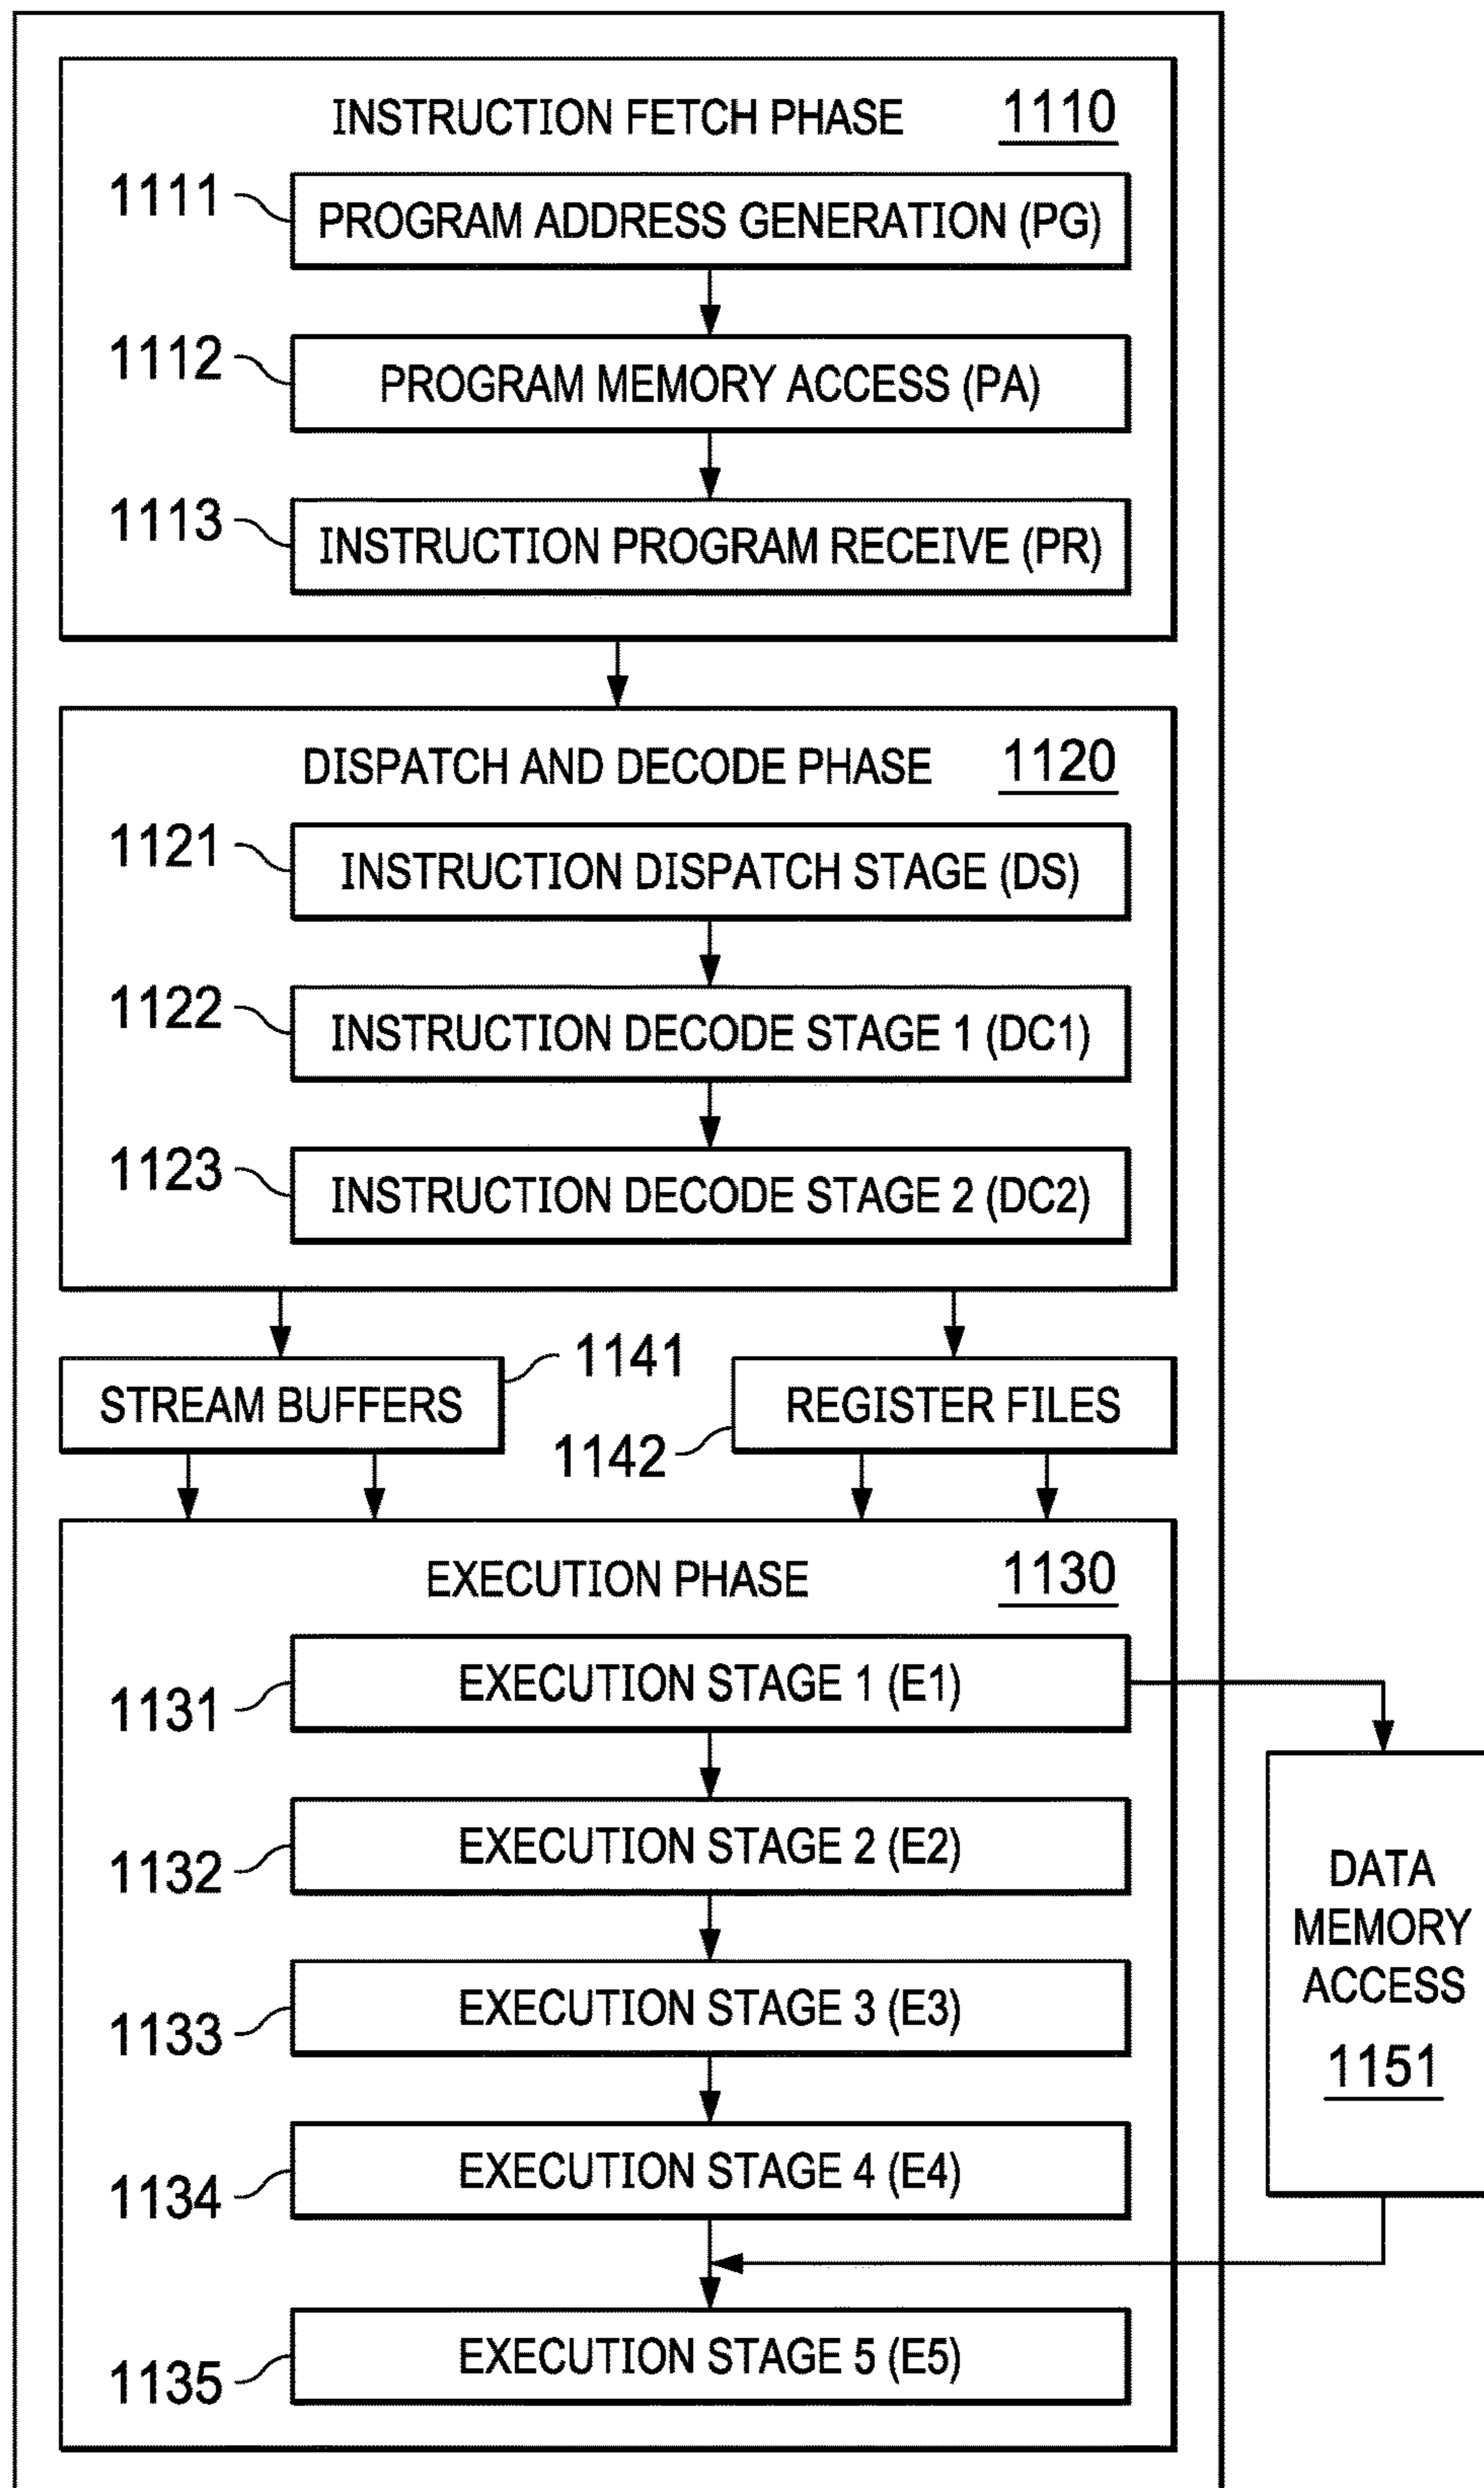 INSTRUCTION FETCH PHASE 1110
1111 PROGRAM ADDRESS GENERATION (PG)
1112 PROGRAM MEMORY ACCESS (PA)
1113 INSTRUCTION PROGRAM RECEIVE (PR)
DISPATCH AND DECODE PHASE 1120
1121 INSTRUCTION DISPATCH STAGE (DS)
1122 INSTRUCTION DECODE STAGE 1 (DC1)
1123 INSTRUCTION DECODE STAGE 2 (DC2)
STREAM BUFFERS 1141
1142 REGISTER FILES
EXECUTION PHASE 1130
1131 EXECUTION STAGE 1 (E1)
1132 EXECUTION STAGE 2 (E2)
1133 EXECUTION STAGE 3 (E3)
1134 EXECUTION STAGE 4 (E4)
1135 EXECUTION STAGE 5 (E5)
DATA
MEMORY
ACCESS
1151